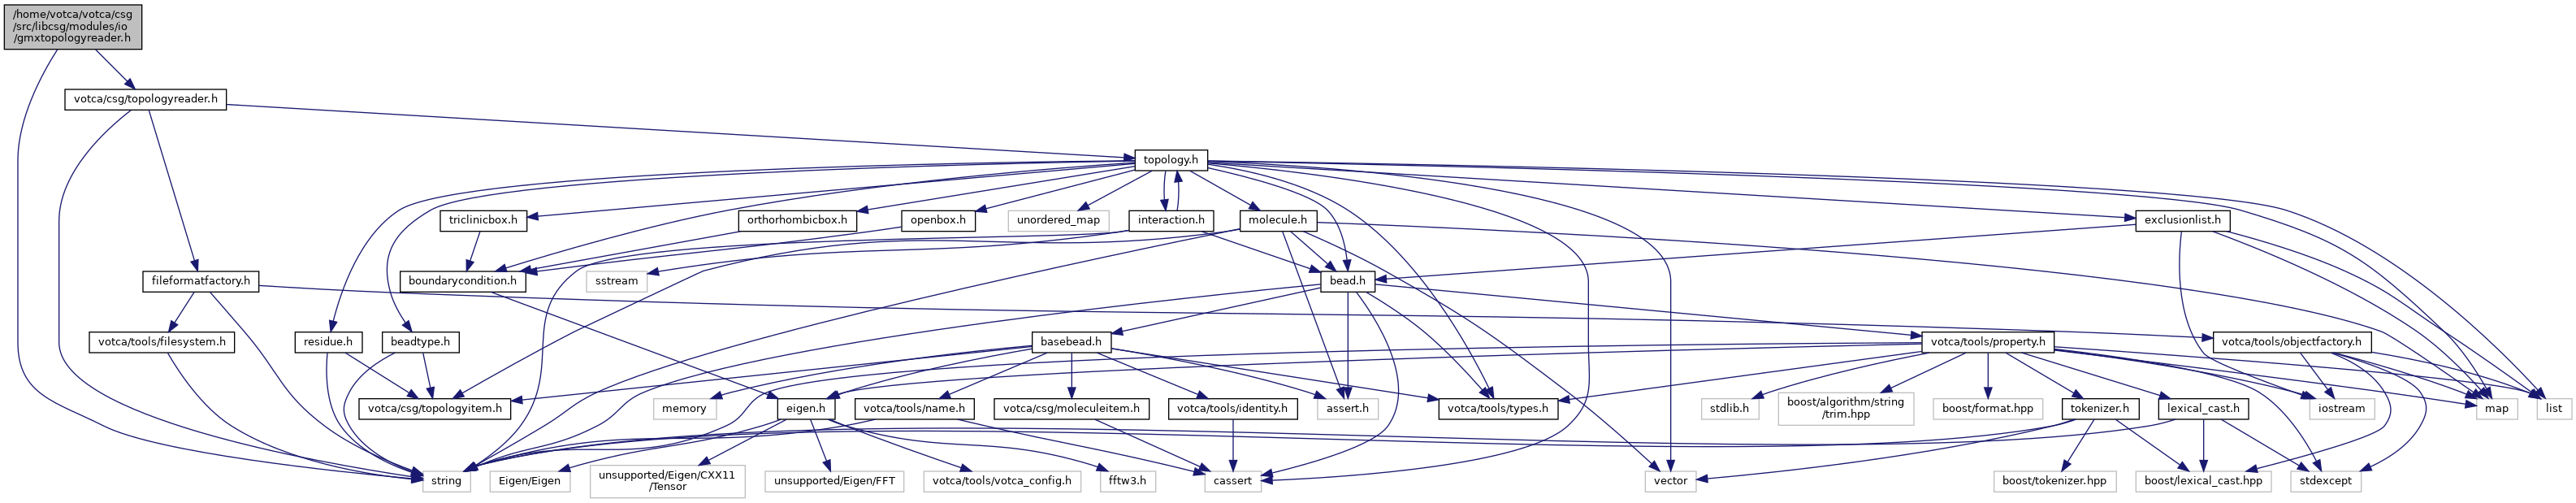 /home/votca/votca/csg
/src/libcsg/modules/io
/gmxtopologyreader.h
votca/csg/topologyreader.h
topology.h
triclinicbox.h
orthorhombicbox.h
openbox.h
unordered_map
interaction.h
molecule.h
exclusionlist.h
fileformatfactory.h
boundarycondition.h
sstream
bead.h
votca/tools/filesystem.h
residue.h
beadtype.h
basebead.h
votca/tools/property.h
votca/tools/objectfactory.h
votca/csg/topologyitem.h
memory
eigen.h
votca/tools/name.h
votca/csg/moleculeitem.h
votca/tools/identity.h
assert.h
votca/tools/types.h
stdlib.h
boost/algorithm/string
/trim.hpp
boost/format.hpp
tokenizer.h
lexical_cast.h
iostream
map
list
string
Eigen/Eigen
unsupported/Eigen/CXX11
/Tensor
unsupported/Eigen/FFT
votca/tools/votca_config.h
fftw3.h
cassert
vector
boost/tokenizer.hpp
boost/lexical_cast.hpp
stdexcept